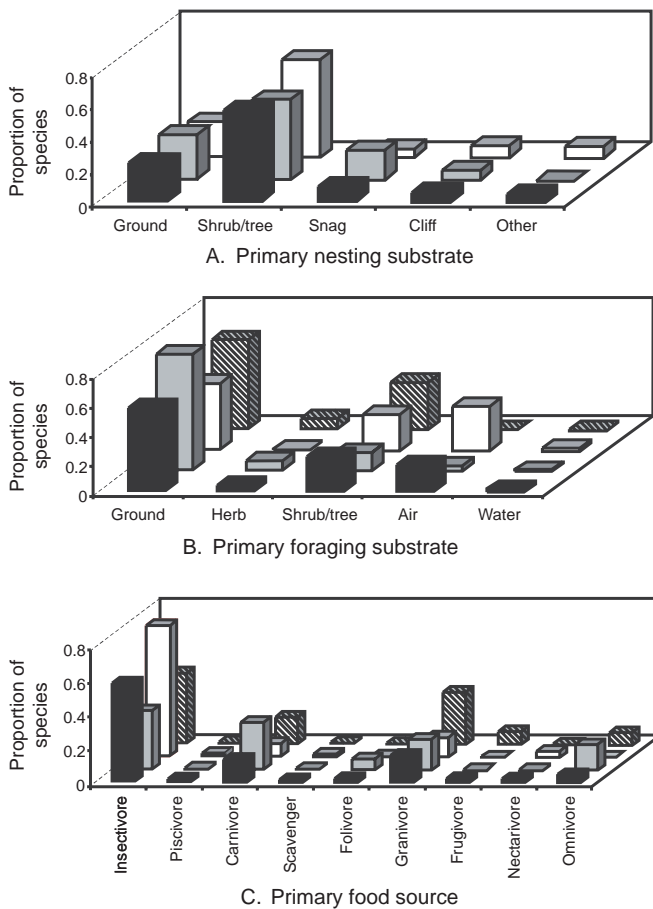 Proportion of
species
0.8
0.6
0.4
0.2
0
Ground Shrub/tree Snag Cliff Other
A. Primary nesting substrate
Proportion of
species
0.8
0.6
0.4
0.2
0
Ground Herb Shrub/tree Air Water
B. Primary foraging substrate
Proportion of
species
0.8
0.6
0.4
0.2
0
Insectivore
Piscivore
Carnivore
Scavenger
Folivore
Granivore
Frugivore
Nectarivore
Omnivore
C. Primary food source